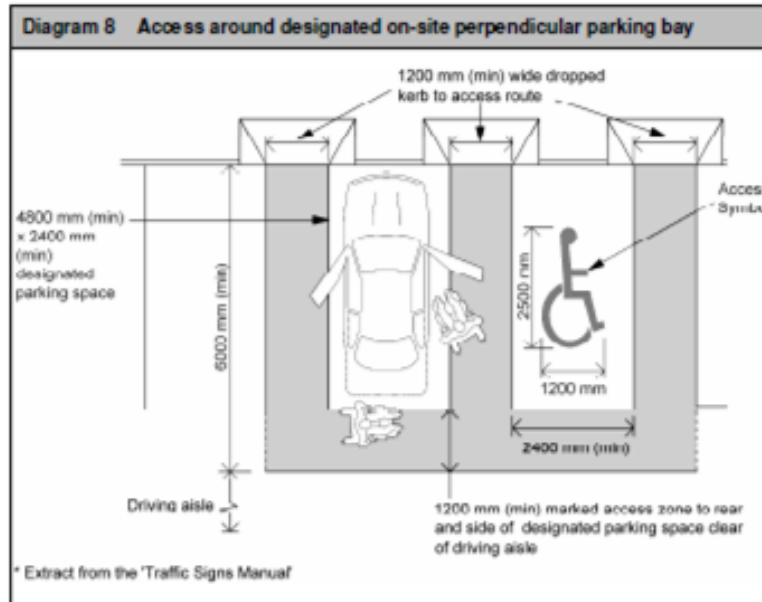 Diagram 8 Access around designated on-site perpendicular parking bay
1200 mm (min) wide dropped
kerb to access route
4800 mm (min)
x 2400 mm
(min)
designated
parking space
6000 mm (min)
Access
Symb
2500 mm
1200 mm
2400 mm (min)
Driving aisle
1200 mm (min) marked access zone to rear
and side of designated parking space clear
of driving aisle
* Extract from the 'Traffic Signs Manual'